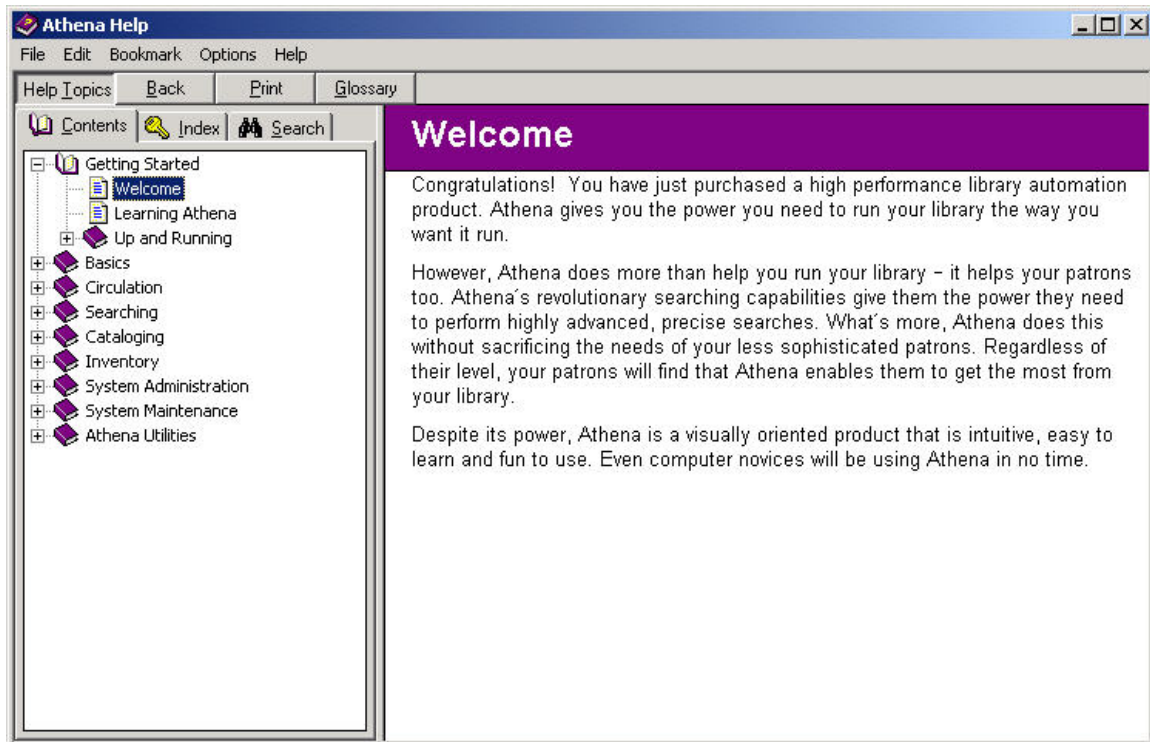 Athena Help
File Edit Bookmark Options Help
Help Topics Back Print Glossary
Contents Index Search
Getting Started
Welcome
Learning Athena
Up and Running
Basics
Circulation
Searching
Cataloging
Inventory
System Administration
System Maintenance
Athena Utilities
Welcome
Congratulations!  You have just purchased a high performance library automation
product. Athena gives you the power you need to run your library the way you
want it run.
However, Athena does more than help you run your library – it helps your patrons
too. Athena´s revolutionary searching capabilities give them the power they need
to perform highly advanced, precise searches. What´s more, Athena does this
without sacrificing the needs of your less sophisticated patrons. Regardless of
their level, your patrons will find that Athena enables them to get the most from
your library.
Despite its power, Athena is a visually oriented product that is intuitive, easy to
learn and fun to use. Even computer novices will be using Athena in no time.